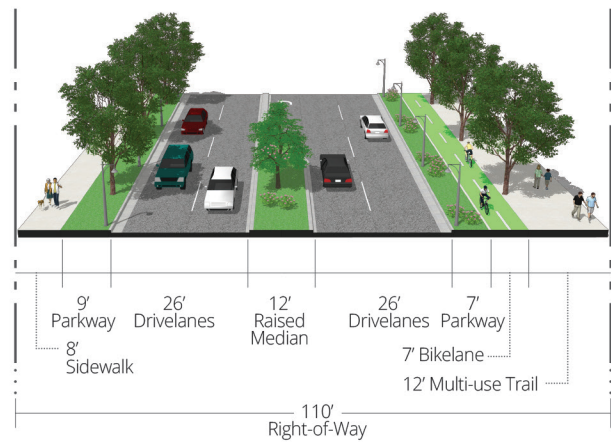 9’ 26’ 12’ 26’ 7’
Parkway Drivelanes Raised Drivelanes Parkway
Median
8’
Sidewalk
7’ Bikelane
12’ Multi-use Trail
110’
Right-of-Way